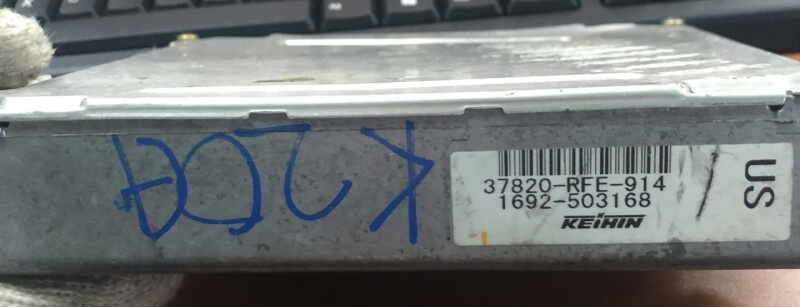 37820-RFE-914
1692-503168
KEIHIN
US
K20A